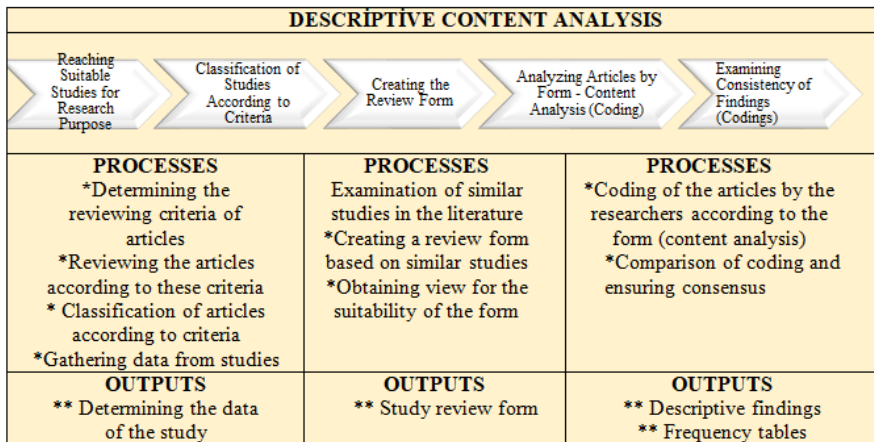 DESCRIPTİVE CONTENT ANALYSIS
Reaching
Suitable
Studies for
Research
Purpose
Classification of
Studies
According to
Criteria
Creating the
Review Form
Analyzing Articles by
Form - Content
Analysis (Coding)
Examining
Consistency of
Findings
(Codings)
PROCESSES
*Determining the
reviewing criteria of
articles
*Reviewing the articles
according to these criteria
* Classification of articles
according to criteria
*Gathering data from studies
PROCESSES
Examination of similar
studies in the literature
*Creating a review form
based on similar studies
*Obtaining view for the
suitability of the form
PROCESSES
*Coding of the articles by the
researchers according to the
form (content analysis)
*Comparison of coding and
ensuring consensus
OUTPUTS
** Determining the data
of the study
OUTPUTS
** Study review form
OUTPUTS
** Descriptive findings
** Frequency tables